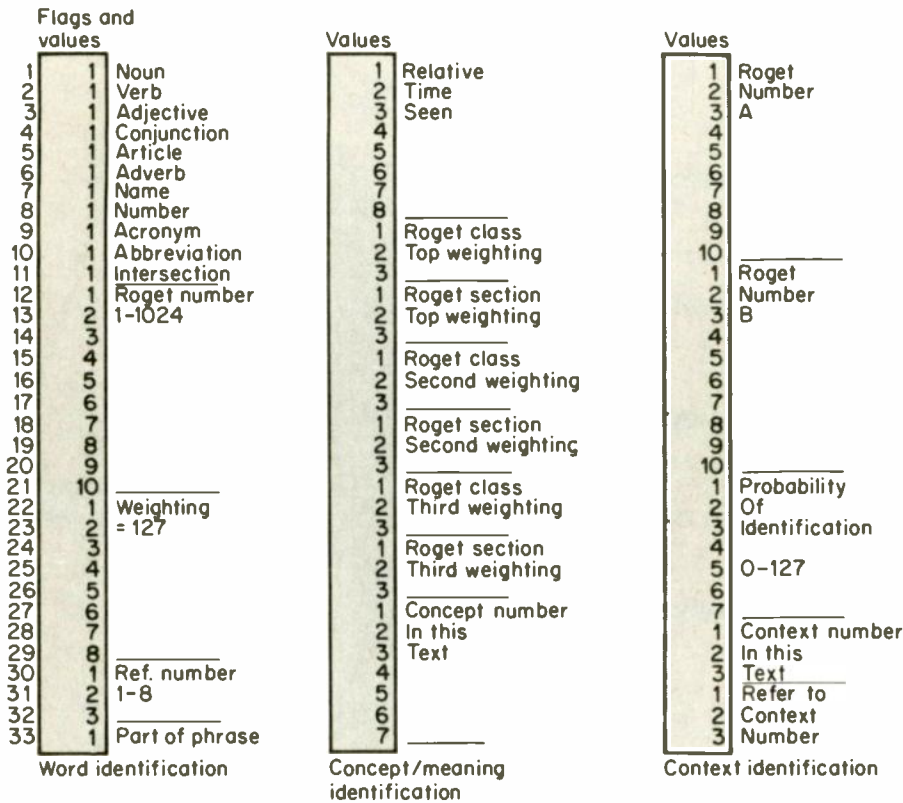 Flags and
values
1 1 Noun
2 1 Verb
3 1 Adjective
4 1 Conjunction
5 1 Article
6 1 Adverb
7 1 Name
8 1 Number
9 1 Acronym
10 1 Abbreviation
11 1 Intersection
12 1 Roget number
13 2 1-1024
14 3
15 4
16 5
17 6
18 7
19 8
20 9
21 10
22 1 Weighting
23 2 = 127
24 3
25 4
26 5
27 6
28 7
29 8
30 1 Ref. number
31 2 1-8
32 3
33 1 Part of phrase
Word identification
Values
1 Relative
2 Time
3 Seen
4
5
6
7
8
1 Roget class
2 Top weighting
3
1 Roget section
2 Top weighting
3
1 Roget class
2 Second weighting
3
1 Roget section
2 Second weighting
3
1 Roget class
2 Third weighting
3
1 Roget section
2 Third weighting
3
1 Concept number
2 In this
3 Text
4
5
6
7
Concept/meaning
identification
Values
1 Roget
2 Number
3 A
4
5
6
7
8
9
10
1 Roget
2 Number
3 B
4
5
6
7
8
9
10
1 Probability
2 Of
3 Identification
4
5 0-127
6
7
1 Context number
2 In this
3 Text
1 Refer to
2 Context
3 Number
Context identification